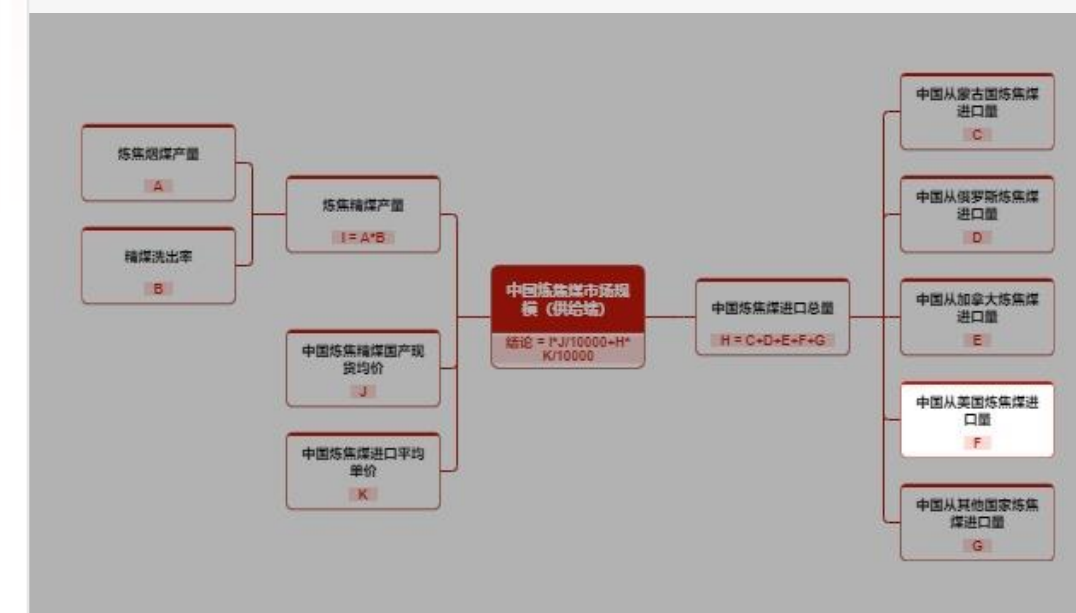 炼焦烟煤产量
A
精煤洗出率
B
炼焦精煤产量
I = A*B
中国炼焦精煤国产现
货均价
J
中国炼焦煤进口平均
单价
K
中国炼焦煤市场规
模（供给端）
结论 = I*J/10000+H*
K/10000
中国炼焦煤进口总量
H = C+D+E+F+G
中国从蒙古国炼焦煤
进口量
C
中国从俄罗斯炼焦煤
进口量
D
中国从加拿大炼焦煤
进口量
E
中国从美国炼焦煤进
口量
F
中国从其他国家炼焦
煤进口量
G